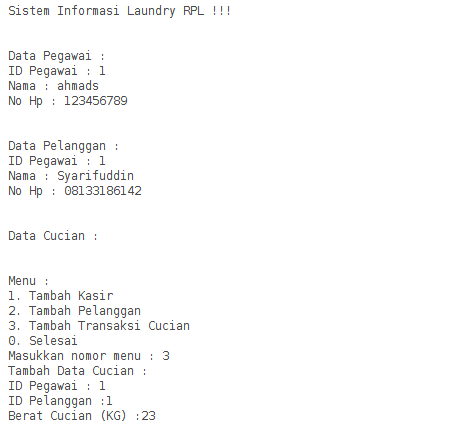 Sistem Informasi Laundry RPL !!!
Data Pegawai :
ID Pegawai : 1
Nama : ahmads
No Hp : 123456789
Data Pelanggan :
ID Pegawai : 1
Nama : Syarifuddin
No Hp : 08133186142
Data Cucian :
Menu :
1. Tambah Kasir
2. Tambah Pelanggan
3. Tambah Transaksi Cucian
0. Selesai
Masukkan nomor menu : 3
Tambah Data Cucian :
ID Pegawai : 1
ID Pelanggan :1
Berat Cucian (KG) :23